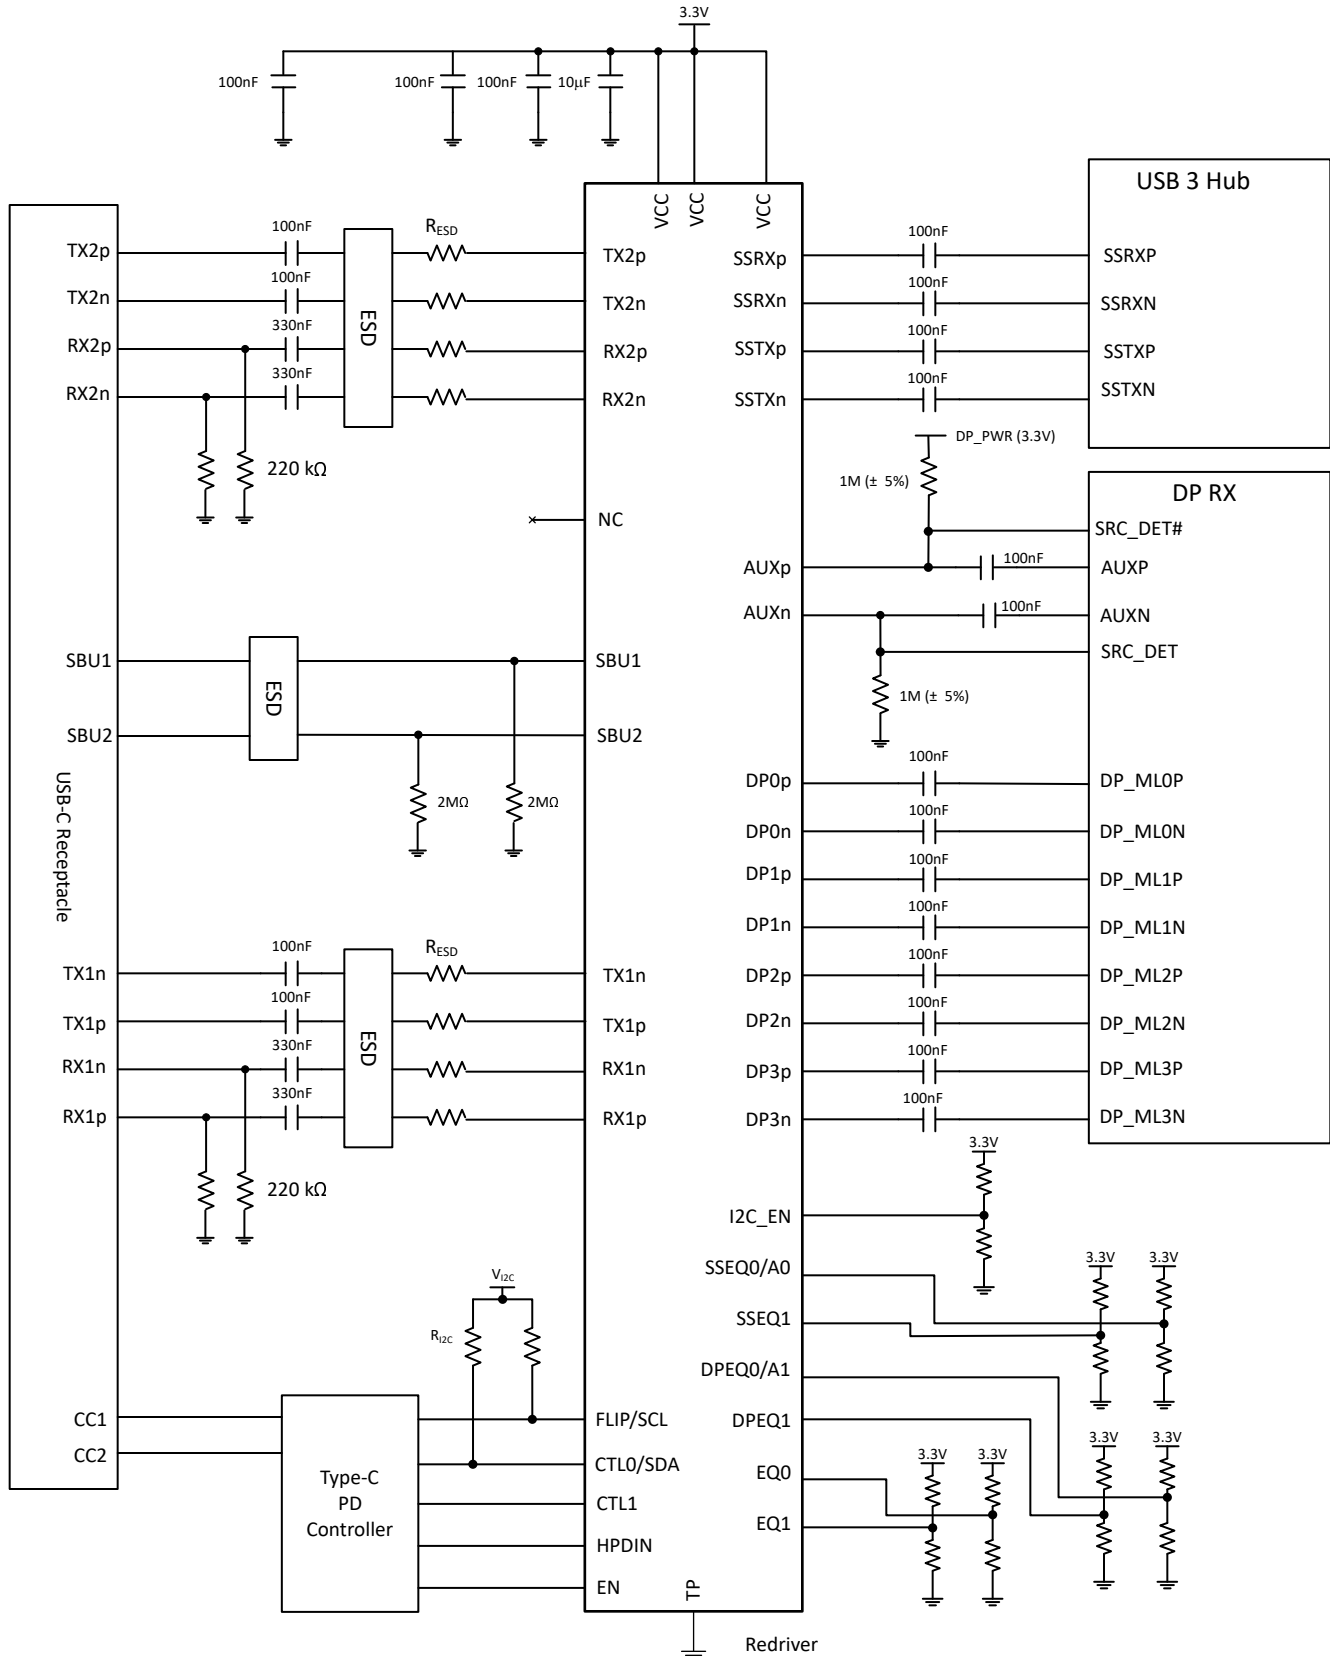 3.3V
100nF
100nF
100nF
10µF
VCC
VCC
VCC
USB 3 Hub
TX2p
TX2n
RX2p
RX2n
100nF
100nF
330nF
330nF
ESD
R_ESD
TX2p
TX2n
RX2p
RX2n
SSRXp
SSRXn
SSTXp
SSTXn
100nF
100nF
100nF
100nF
SSRXP
SSRXN
SSTXP
SSTXN
220 kΩ
DP_PWR (3.3V)
1M (± 5%)
DP RX
NC
SRC_DET#
AUXp
100nF
AUXP
AUXn
100nF
AUXN
SRC_DET
1M (± 5%)
SBU1
SBU2
ESD
SBU1
SBU2
2MΩ
2MΩ
USB-C Receptacle
DP0p
DP0n
DP1p
DP1n
DP2p
DP2n
DP3p
DP3n
100nF
100nF
100nF
100nF
100nF
100nF
100nF
100nF
DP_ML0P
DP_ML0N
DP_ML1P
DP_ML1N
DP_ML2P
DP_ML2N
DP_ML3P
DP_ML3N
TX1n
TX1p
RX1n
RX1p
100nF
100nF
330nF
330nF
ESD
R_ESD
TX1n
TX1p
RX1n
RX1p
220 kΩ
3.3V
I2C_EN
SSEQ0/A0
SSEQ1
3.3V
3.3V
DPEQ0/A1
DPEQ1
3.3V
3.3V
EQ0
EQ1
3.3V
3.3V
V_I2C
R_I2C
CC1
CC2
Type-C
PD
Controller
FLIP/SCL
CTL0/SDA
CTL1
HPDIN
EN
TP
Redriver